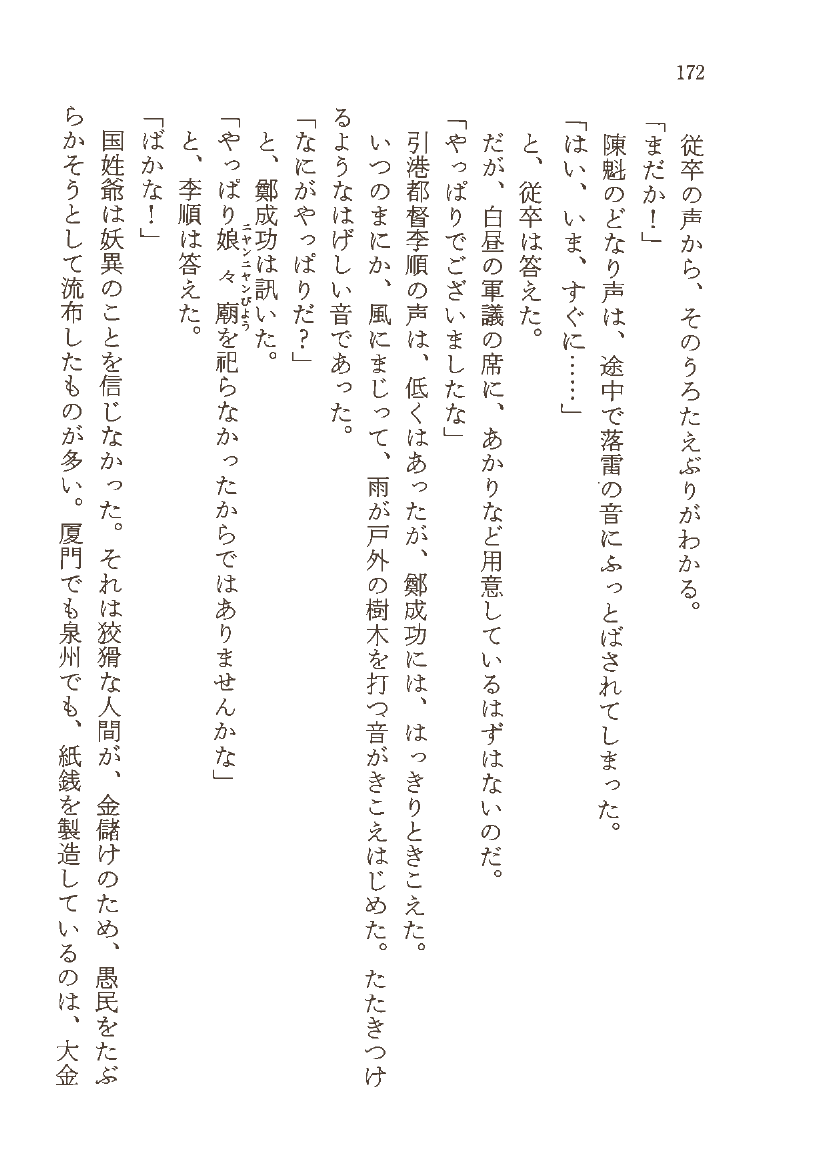 172
従卒の声から、そのうろたえぶりがわかる。
「まだか！」
陳魁のどなり声は、途中で落雷の音にふっとばされてしまった。
「はい、いま、すぐに……」
と、従卒は答えた。
だが、白昼の軍議の席に、あかりなど用意しているはずはないのだ。
「やっぱりでございましたな」
引港都督李順の声は、低くはあったが、鄭成功には、はっきりときこえた。
いつのまにか、風にまじって、雨が戸外の樹木を打つ音がきこえはじめた。たたきつけ
るようなはげしい音であった。
「なにがやっぱりだ？」
と、鄭成功は訊いた。
「やっぱり娘々廟を祀らなかったからではありませんかな」
ニヤンニヤンびよう
と、李順は答えた。
「ばかな！」
国姓爺は妖異のことを信じなかった。それは狡猾な人間が、金儲けのため、愚民をたぶ
らかそうとして流布したものが多い。厦門でも泉州でも、紙銭を製造しているのは、大金